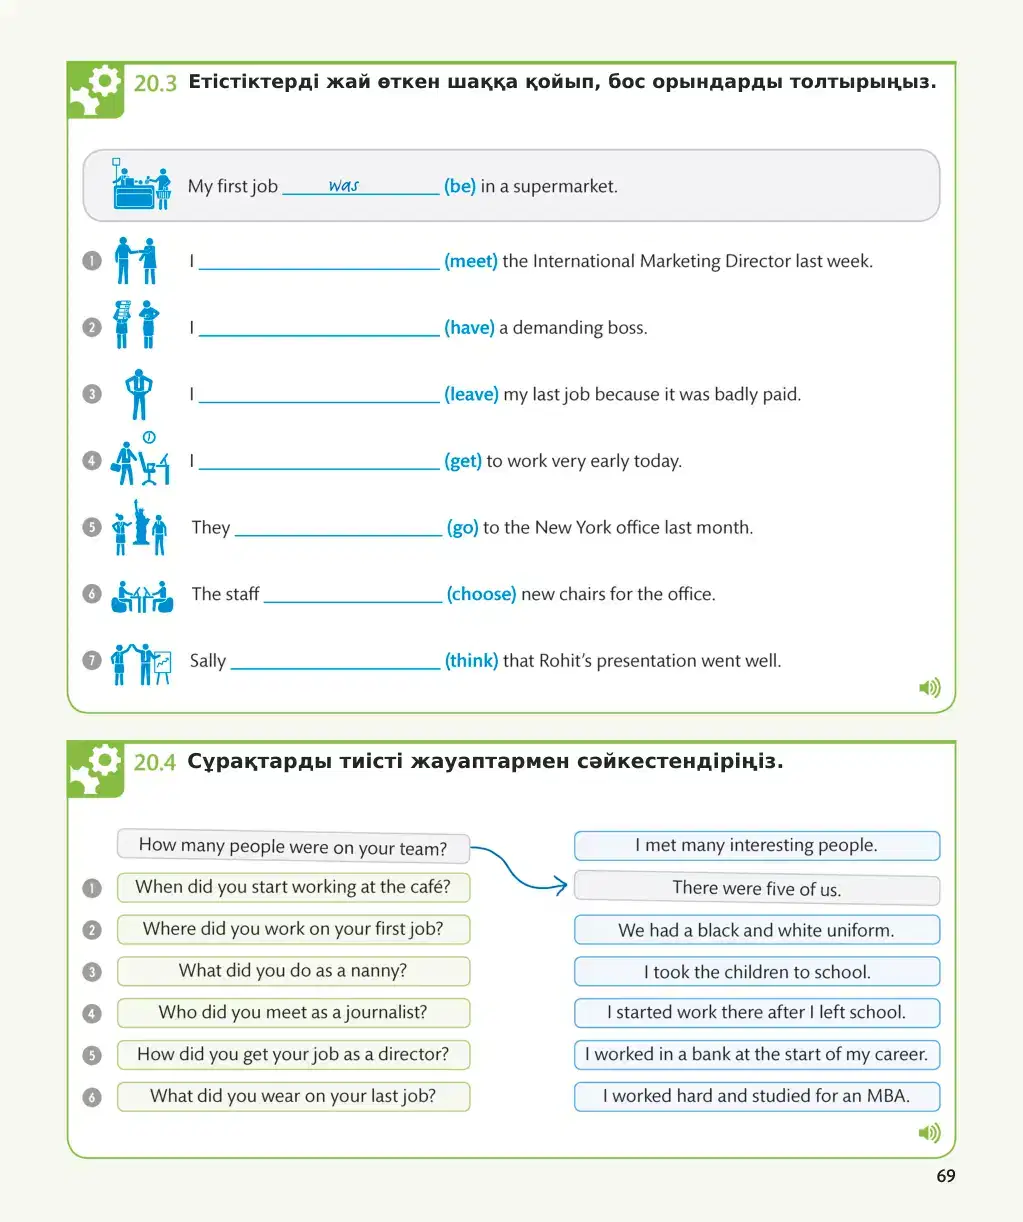 20.3 Етістіктерді жай өткен шаққа қойып, бос орындарды толтырыңыз.
My first job was (be) in a supermarket.
1 I (meet) the International Marketing Director last week.
2 I (have) a demanding boss.
3 I (leave) my last job because it was badly paid.
4 I (get) to work very early today.
5 They (go) to the New York office last month.
6 The staff (choose) new chairs for the office.
7 Sally (think) that Rohit’s presentation went well.
20.4 Сұрақтарды тиісті жауаптармен сәйкестендіріңіз.
How many people were on your team?
1 When did you start working at the café?
2 Where did you work on your first job?
3 What did you do as a nanny?
4 Who did you meet as a journalist?
5 How did you get your job as a director?
6 What did you wear on your last job?
I met many interesting people.
There were five of us.
We had a black and white uniform.
I took the children to school.
I started work there after I left school.
I worked in a bank at the start of my career.
I worked hard and studied for an MBA.
69